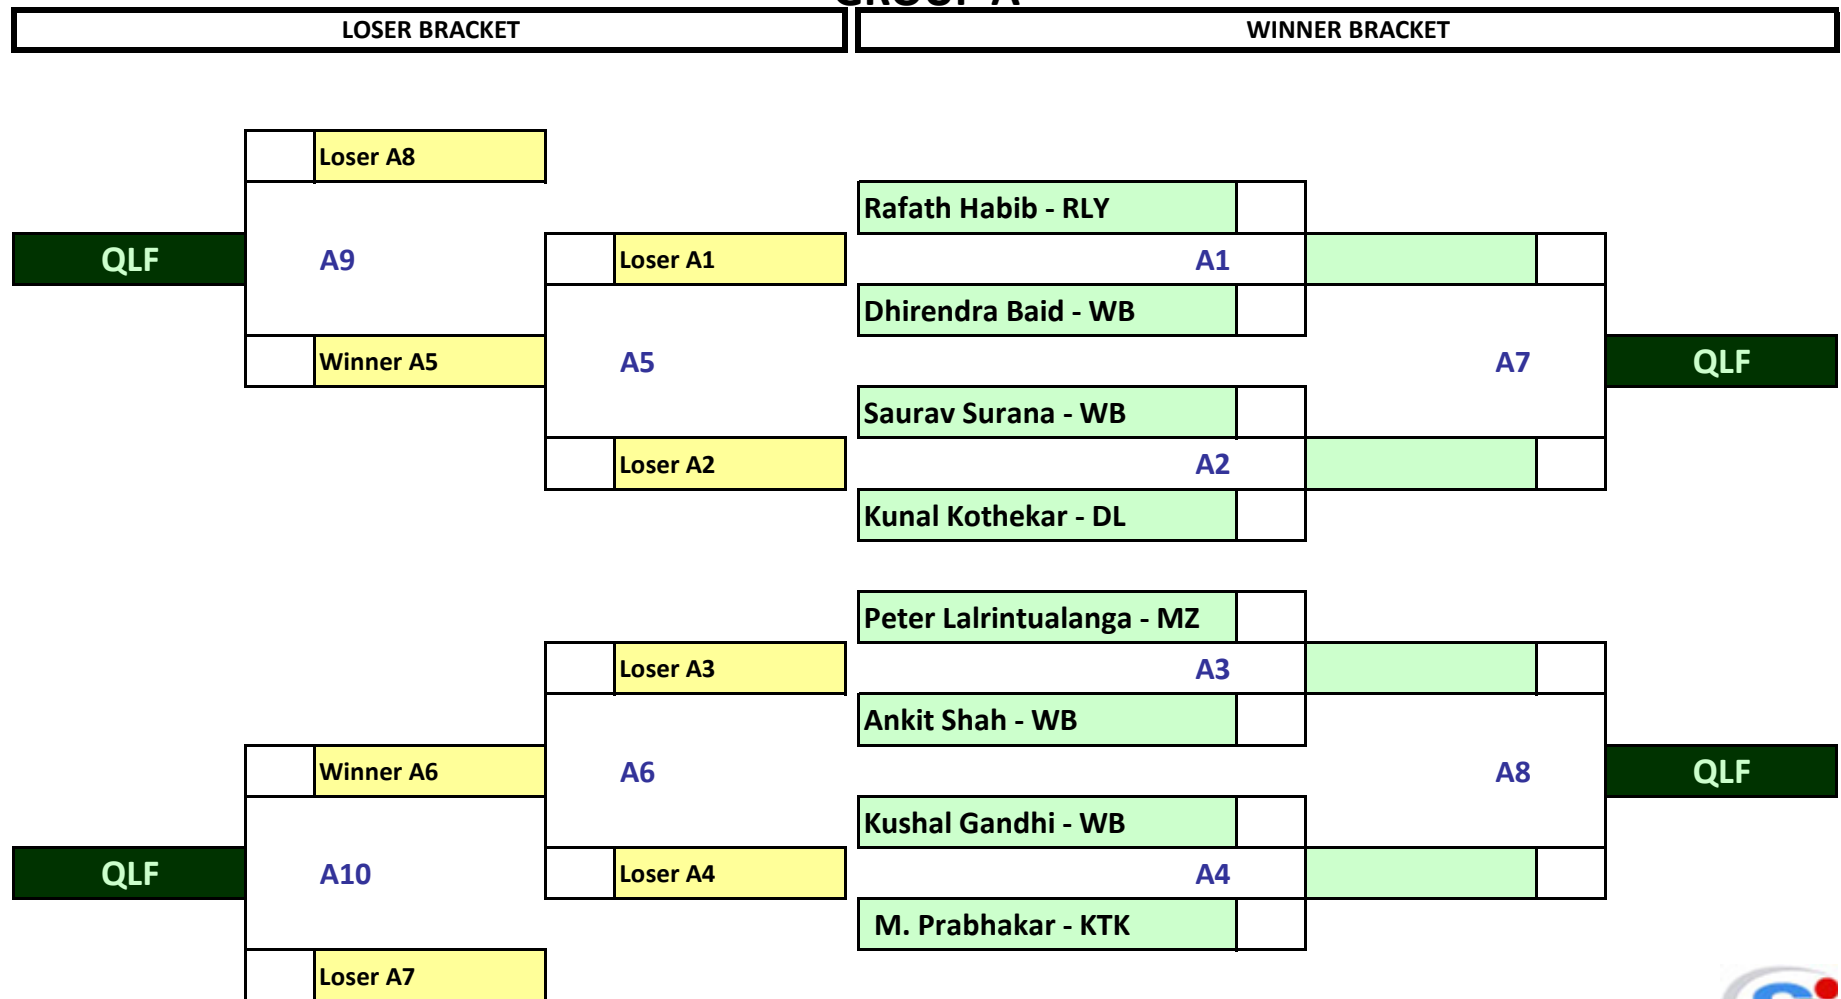 GROUP A
LOSER BRACKET
WINNER BRACKET
Loser A8
Rafath Habib - RLY
QLF
A9
Loser A1
A1
Dhirendra Baid - WB
Winner A5
A5
A7
QLF
Saurav Surana - WB
Loser A2
A2
Kunal Kothekar - DL
Peter Lalrintualanga - MZ
Loser A3
A3
Ankit Shah - WB
Winner A6
A6
A8
QLF
Kushal Gandhi - WB
QLF
A10
Loser A4
A4
M. Prabhakar - KTK
Loser A7